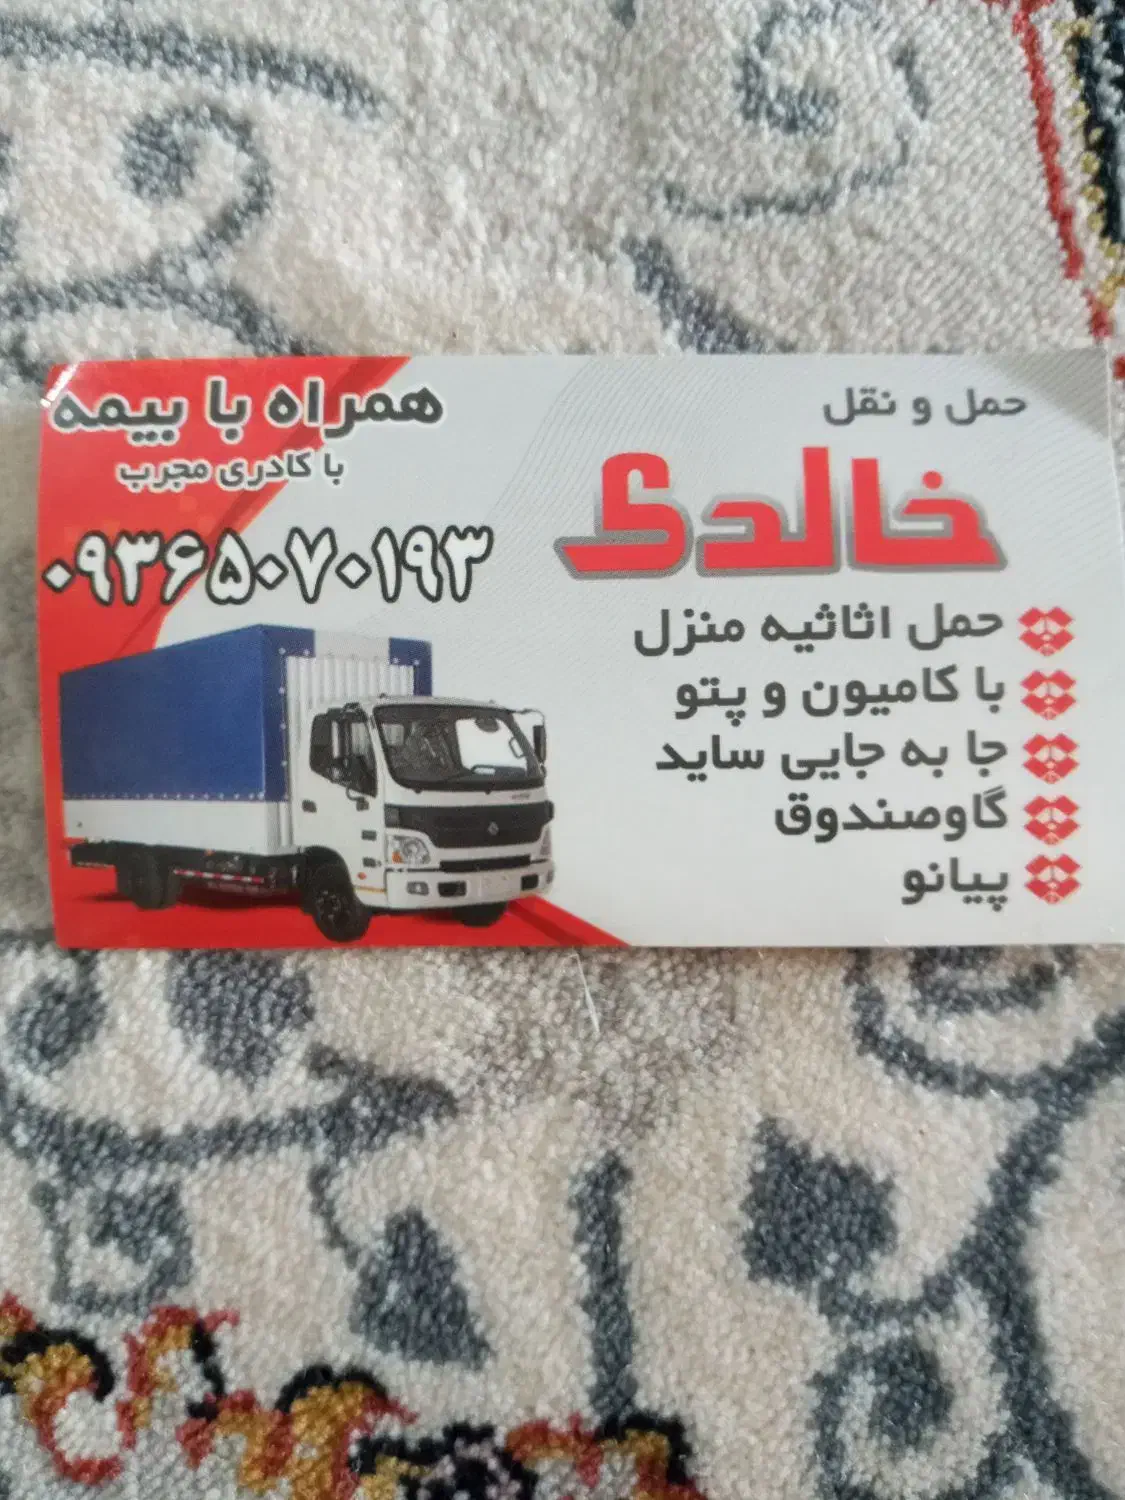 حمل و نقل
خالدی
حمل اثاثیه منزل
با کامیون و پتو
جا به جایی ساید
گاوصندوق
پیانو
همراه با بیمه
با کادری مجرب
۰۹۳۶۵۰۷۰۱۹۳